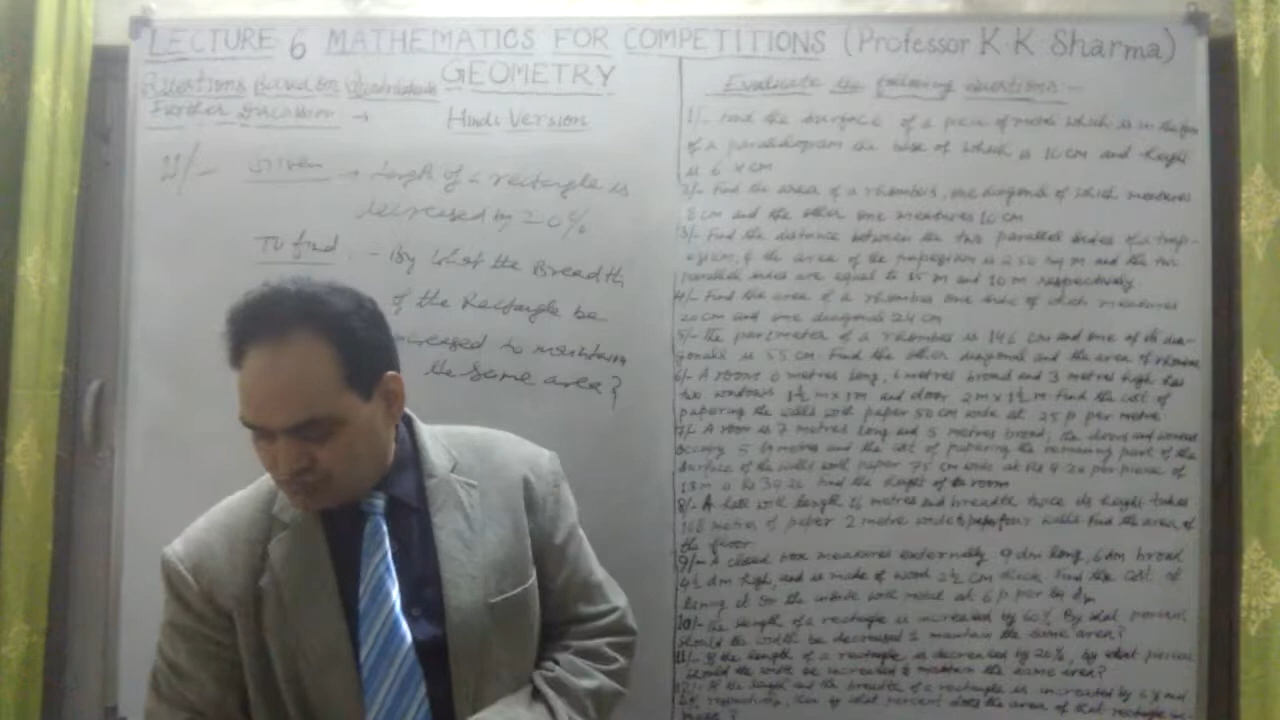 LECTURE 6 MATHEMATICS FOR COMPETITIONS (Professor K K Sharma)
GEOMETRY
Questions Based on Quadrilaterals
Further Discussion →
Hindi Version
11/- Given → Length of a rectangle is
decreased by 20%
To find - By what the Breadth
of the Rectangle be
increased to maintain
the same area?
Evaluate the following questions:-
1/- Find the surface of a piece of metal which is in the form
of a parallelogram the base of which is 10 cm and height
is 6.4 cm
2/- Find the area of a rhombus, one diagonal of which measures
8 cm and the other one measures 10 cm
3/- Find the distance between the two parallel sides of a trap-
ezium, if the area of the trapezium is 250 sq m and the two
parallel sides are equal to 15 m and 10 m respectively.
4/- Find the area of a rhombus one side of which measures
20 cm and one diagonal 24 cm
5/- The perimeter of a rhombus is 146 cm and one of its dia-
gonals is 55 cm. Find the other diagonal and the area of rhombus
6/- A room metres long, metres broad and 3 metres high has
two windows 1½ m x 1m and door 2m x 1½ m Find the cost of
papering the walls with paper 50 cm wide at 25 p per metre
7/- A room is 7 metres long and 5 metres broad; the doors and windows
occupy 5 sq metres and the cost of papering the remaining part of the
surface of the walls with paper 75 cm wide at Rs 4.20 per piece of
13 m is Rs 39.20 Find the height of the room
8/- A hall with length 16 metres and breadth twice its height takes
168 metres of paper 2 metre wide to paper four walls. Find the area of
the floor
9/- A closed box measures externally 9 dm long, 6 dm broad
4½ dm high, and is made of wood 2½ cm thick. Find the cost of
lining it on the inside with metal at 6 p per sq dm
10/- The length of a rectangle is increased by 60% By what percent
should the width be decreased to maintain the same area?
11/- If the length of a rectangle is decreased by 20%, by what percent
should the width be increased to maintain the same area?
12/- If the length and the breadth of a rectangle is increased by 6% and
respectively, then by what percent does the area of that rectangle